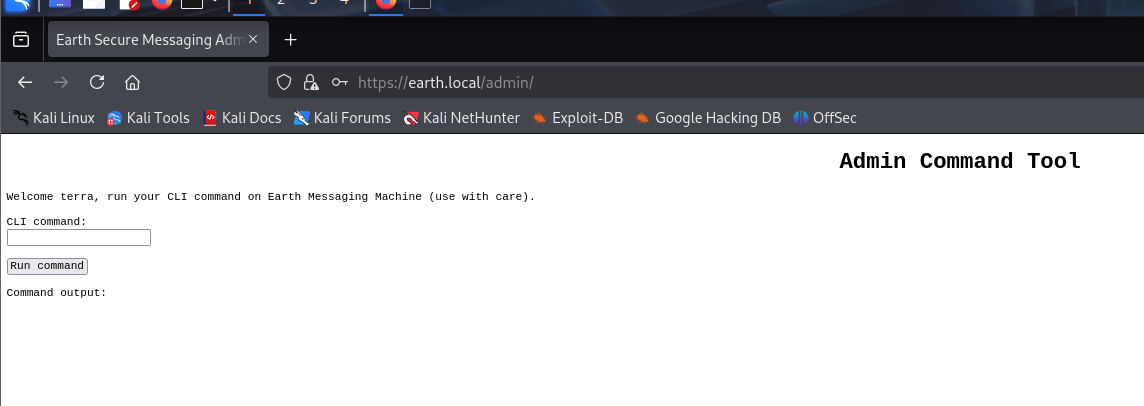 1 2 3 4
Earth Secure Messaging Adm
https://earth.local/admin/
Kali Linux Kali Tools Kali Docs Kali Forums Kali NetHunter Exploit-DB Google Hacking DB OffSec
Admin Command Tool
Welcome terra, run your CLI command on Earth Messaging Machine (use with care).
CLI command:
Run command
Command output: